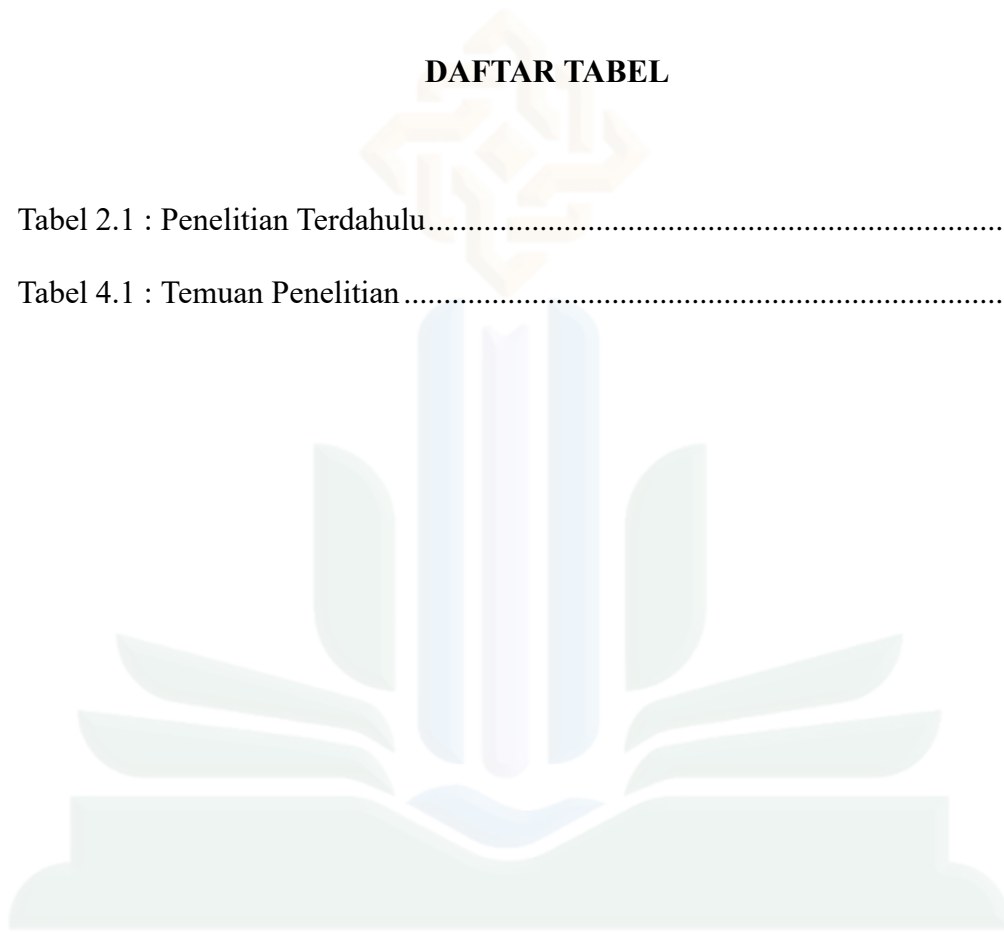 DAFTAR TABEL
Tabel 2.1 : Penelitian Terdahulu........................................................................
Tabel 4.1 : Temuan Penelitian...........................................................................